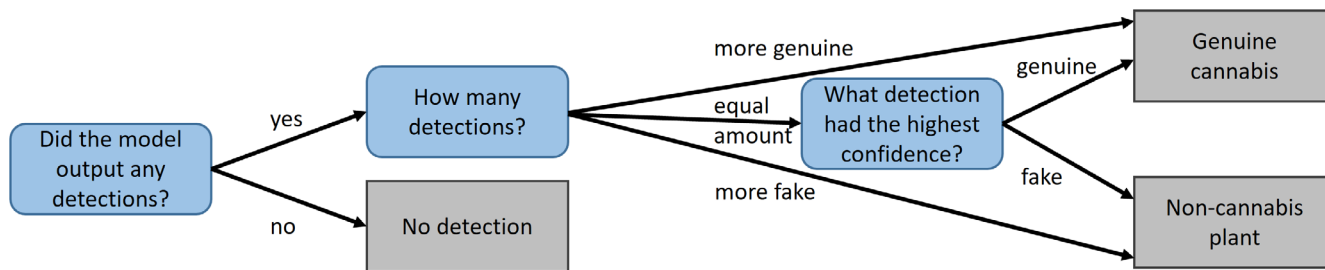 Did the model
output any
detections?
yes
no
How many
detections?
No detection
more genuine
equal
amount
more fake
What detection
had the highest
confidence?
genuine
fake
Genuine
cannabis
Non-cannabis
plant